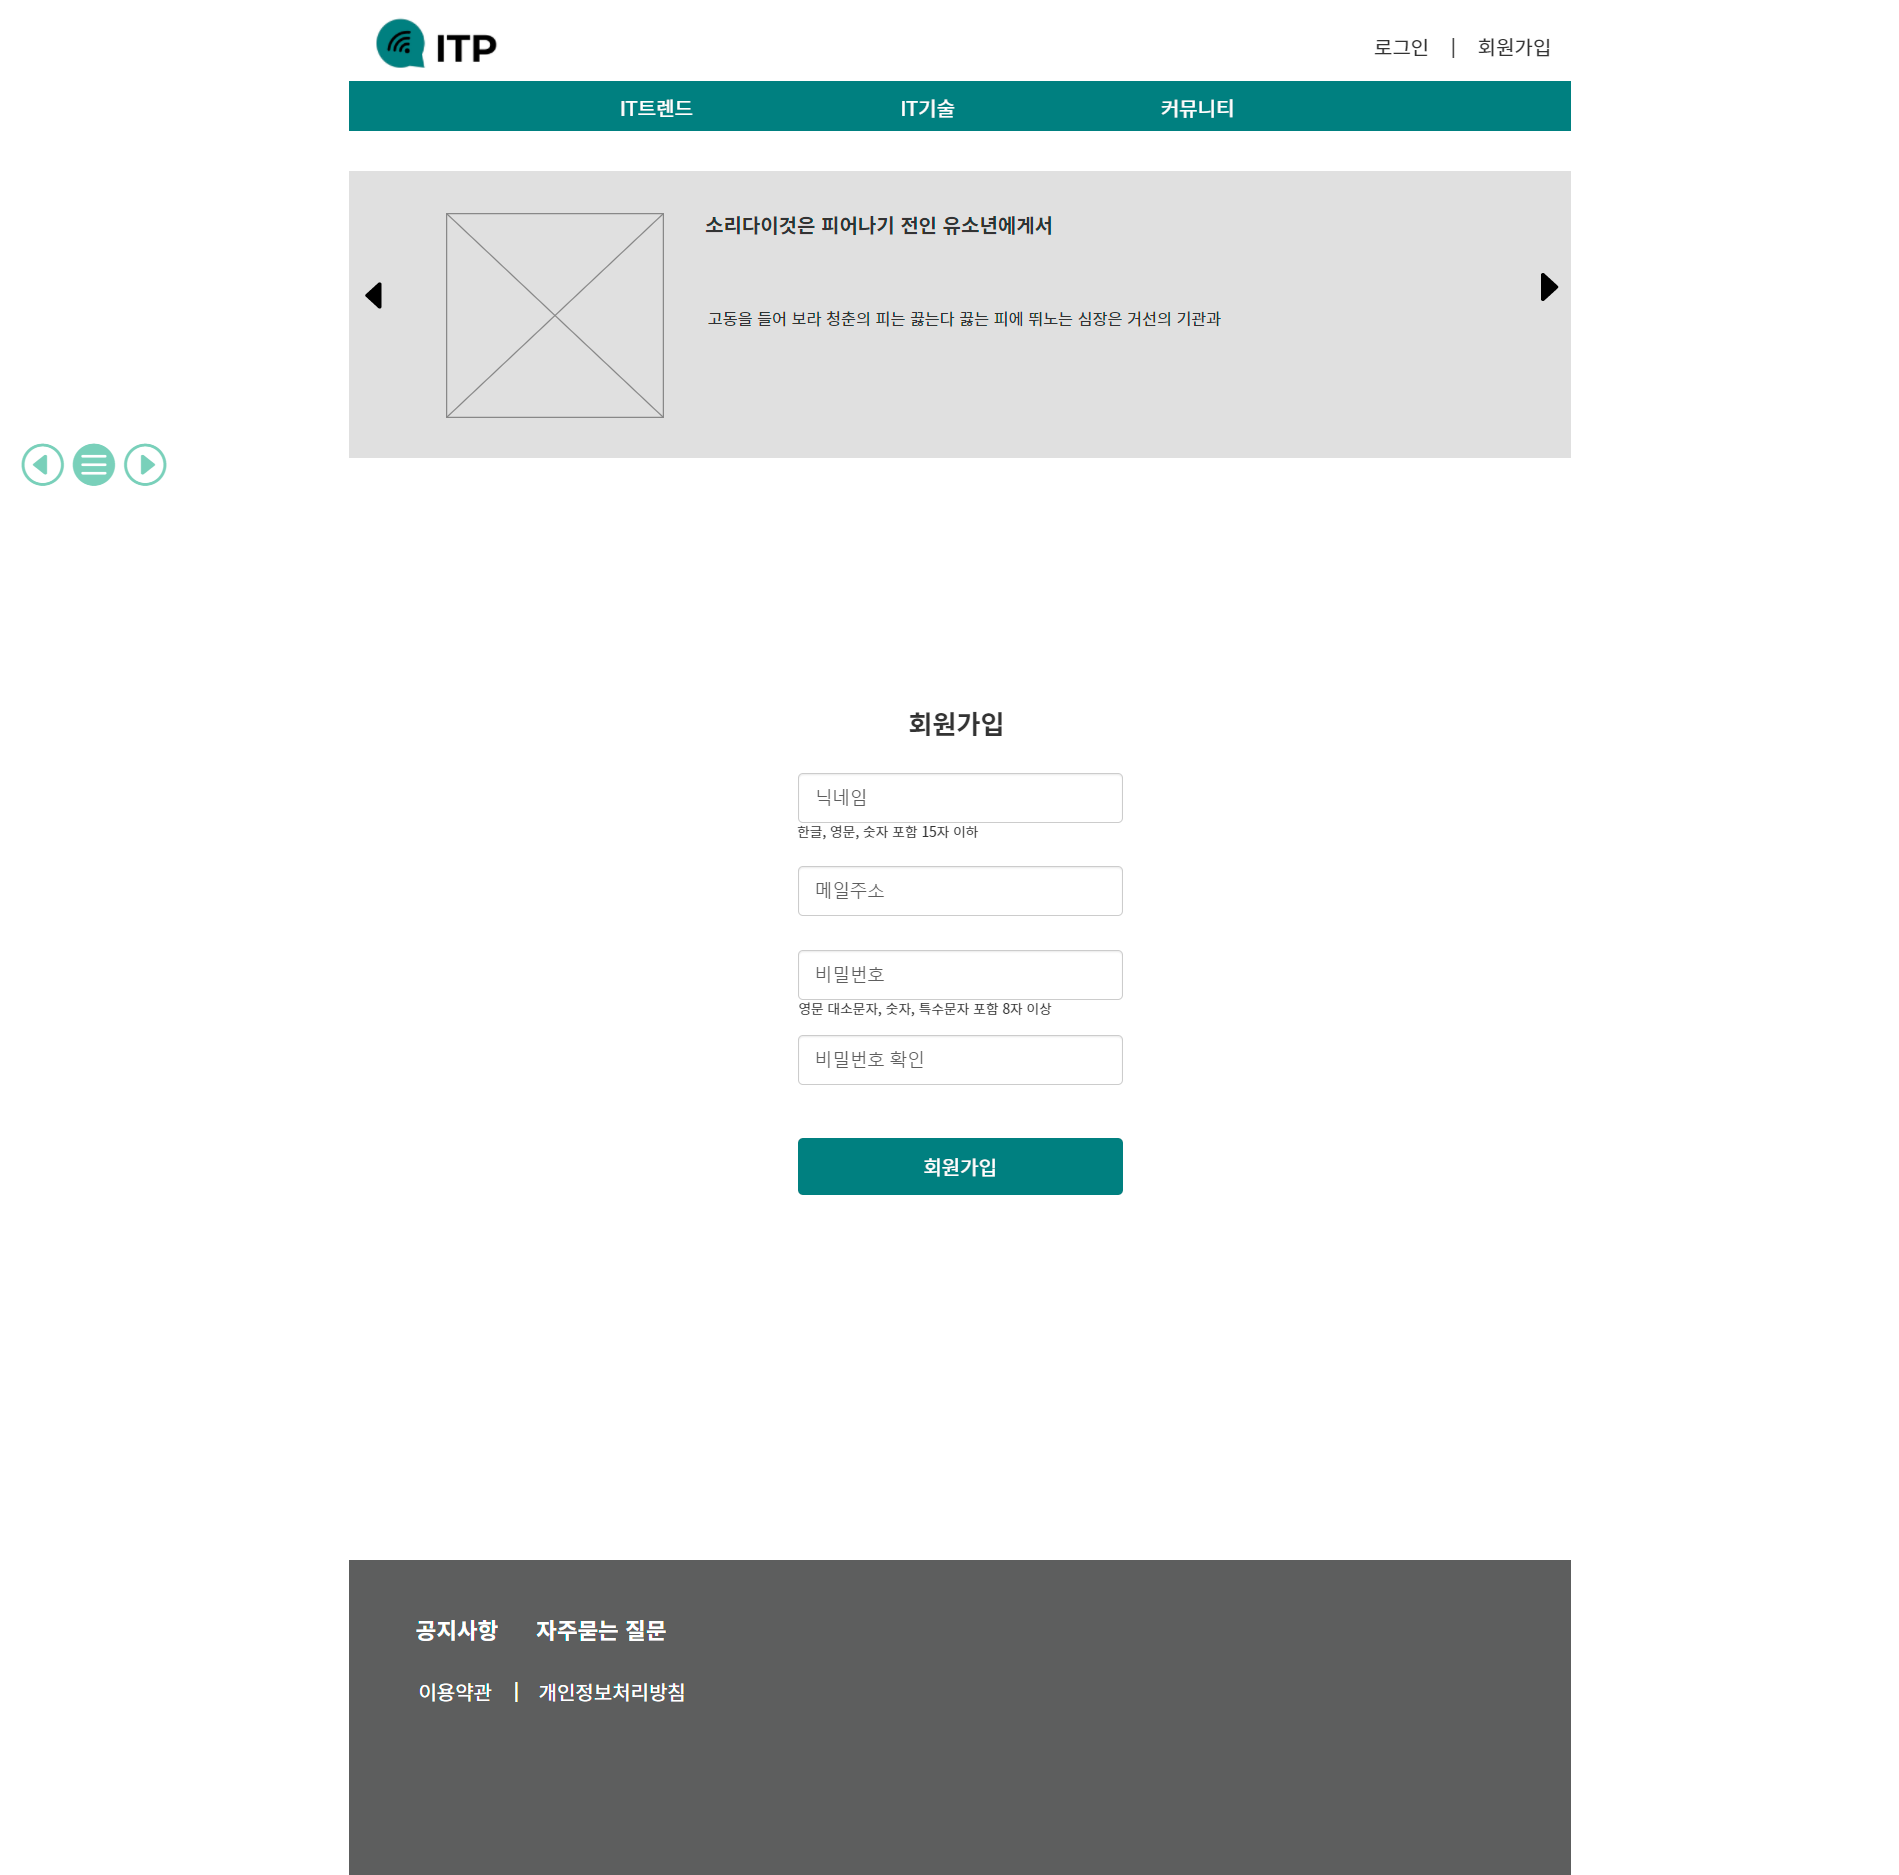 ITP
로그인 | 회원가입
IT트렌드 IT기술 커뮤니티
소리다이것은 피어나기 전인 유소년에게서
고동을 들어 보라 청춘의 피는 끓는다 끓는 피에 뛰노는 심장은 거선의 기관과
회원가입
닉네임
한글, 영문, 숫자 포함 15자 이하
메일주소
비밀번호
영문 대소문자, 숫자, 특수문자 포함 8자 이상
비밀번호 확인
회원가입
공지사항 자주묻는 질문
이용약관 | 개인정보처리방침